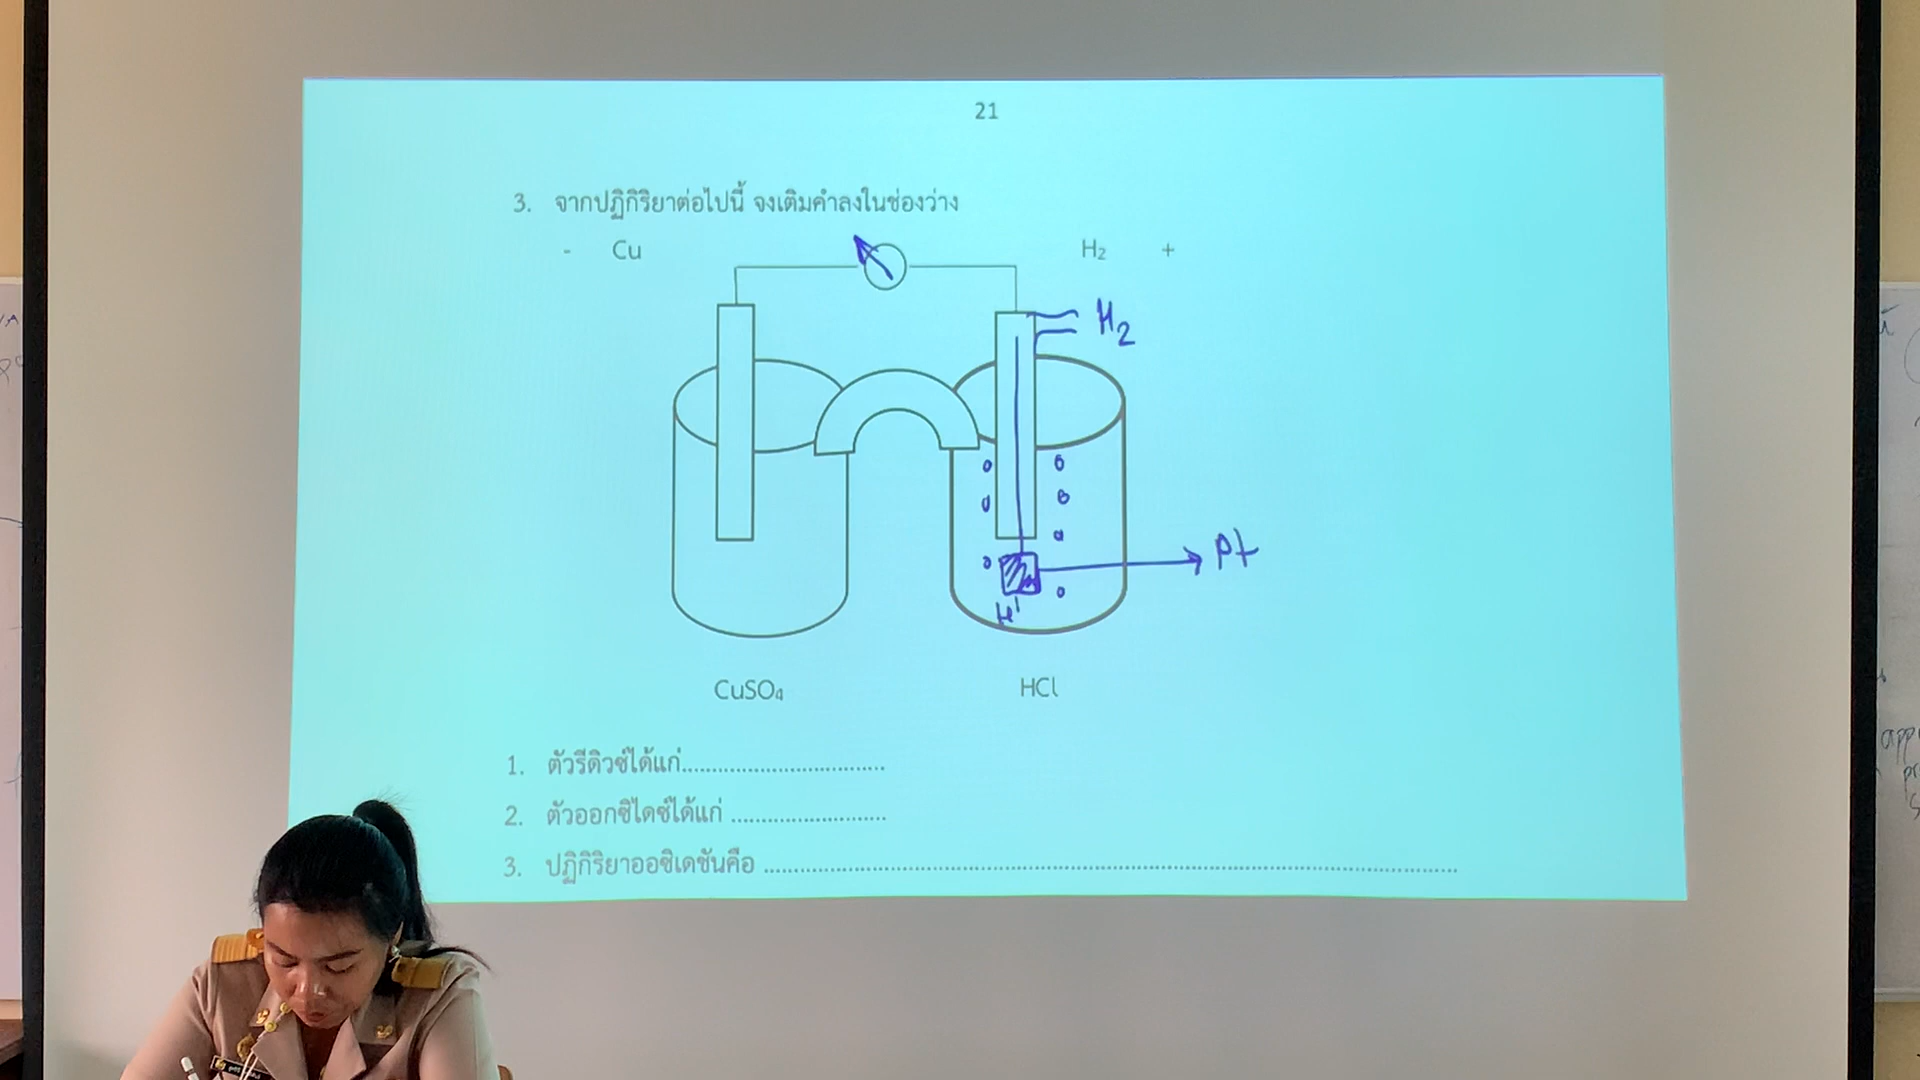 21
3. จากปฏิกิริยาต่อไปนี้ จงเติมคำลงในช่องว่าง
- Cu H₂ +
H₂
Pt
CuSO₄ HCl
1. ตัวรีดิวซ์ได้แก่..................................
2. ตัวออกซิไดซ์ได้แก่ ..........................
3. ปฏิกิริยาออซิเดชันคือ ....................................................................................................................